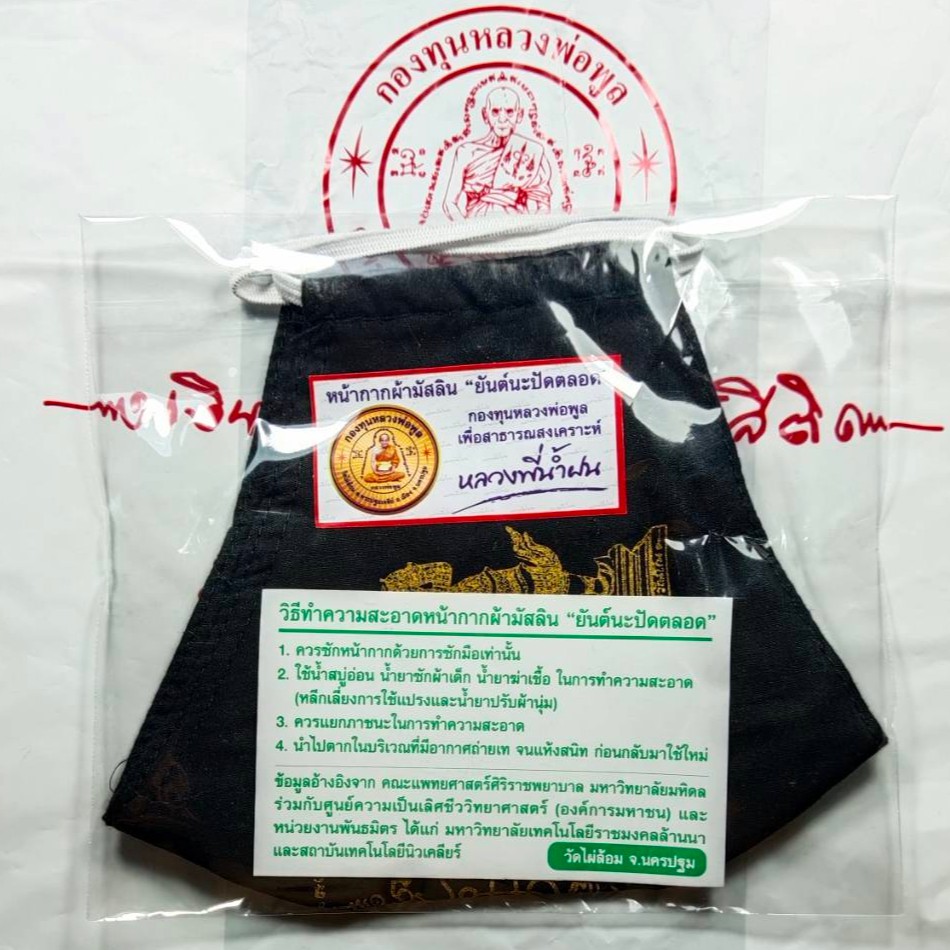 กองทุนหลวงพ่อพูล
หน้ากากผ้ามัสลิน “ยันต์นะปัดตลอด”
กองทุนหลวงพ่อพูล
กองทุนหลวงพ่อพูล
เพื่อสาธารณสงเคราะห์
หลวงพี่น้ำฝน
วิธีทำความสะอาดหน้ากากผ้ามัสลิน “ยันต์นะปัดตลอด”
1. ควรซักหน้ากากด้วยการซักมือเท่านั้น
2. ใช้น้ำสบู่อ่อน น้ำยาซักผ้าเด็ก น้ำยาฆ่าเชื้อ ในการทำความสะอาด
(หลีกเลี่ยงการใช้แปรงและน้ำยาปรับผ้านุ่ม)
3. ควรแยกภาชนะในการทำความสะอาด
4. นำไปตากในบริเวณที่มีอากาศถ่ายเท จนแห้งสนิท ก่อนกลับมาใช้ใหม่
ข้อมูลอ้างอิงจาก คณะแพทยศาสตร์ศิริราชพยาบาล มหาวิทยาลัยมหิดล
ร่วมกับศูนย์ความเป็นเลิศชีววิทยาศาสตร์ (องค์การมหาชน) และ
หน่วยงานพันธมิตร ได้แก่ มหาวิทยาลัยเทคโนโลยีราชมงคลล้านนา
และสถาบันเทคโนโลยีนิวเคลียร์
วัดไผ่ล้อม จ.นครปฐม